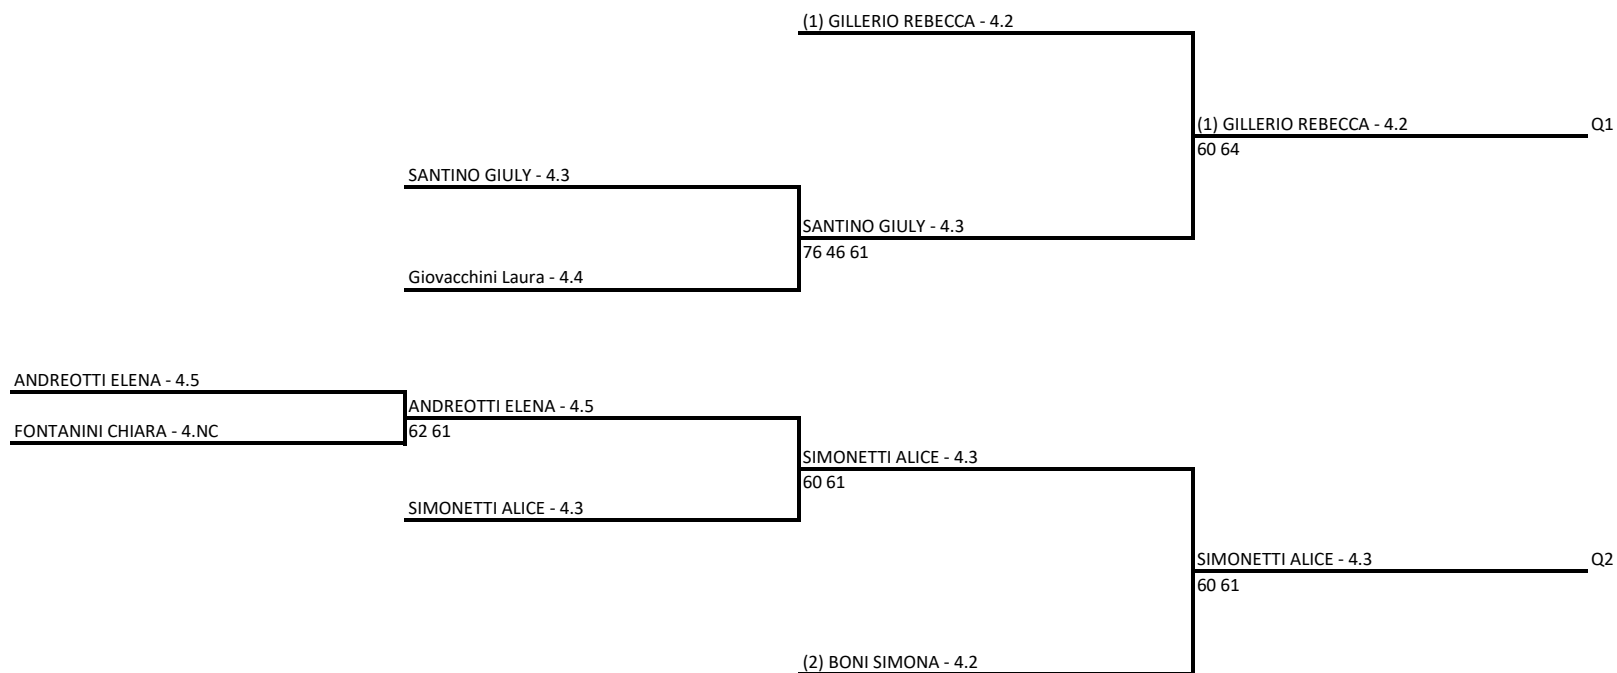 (1) GILLERIO REBECCA - 4.2
(1) GILLERIO REBECCA - 4.2 Q1
60 64
SANTINO GIULY - 4.3
SANTINO GIULY - 4.3
76 46 61
Giovacchini Laura - 4.4
ANDREOTTI ELENA - 4.5
ANDREOTTI ELENA - 4.5
FONTANINI CHIARA - 4.NC
62 61
SIMONETTI ALICE - 4.3
60 61
SIMONETTI ALICE - 4.3
SIMONETTI ALICE - 4.3 Q2
60 61
(2) BONI SIMONA - 4.2